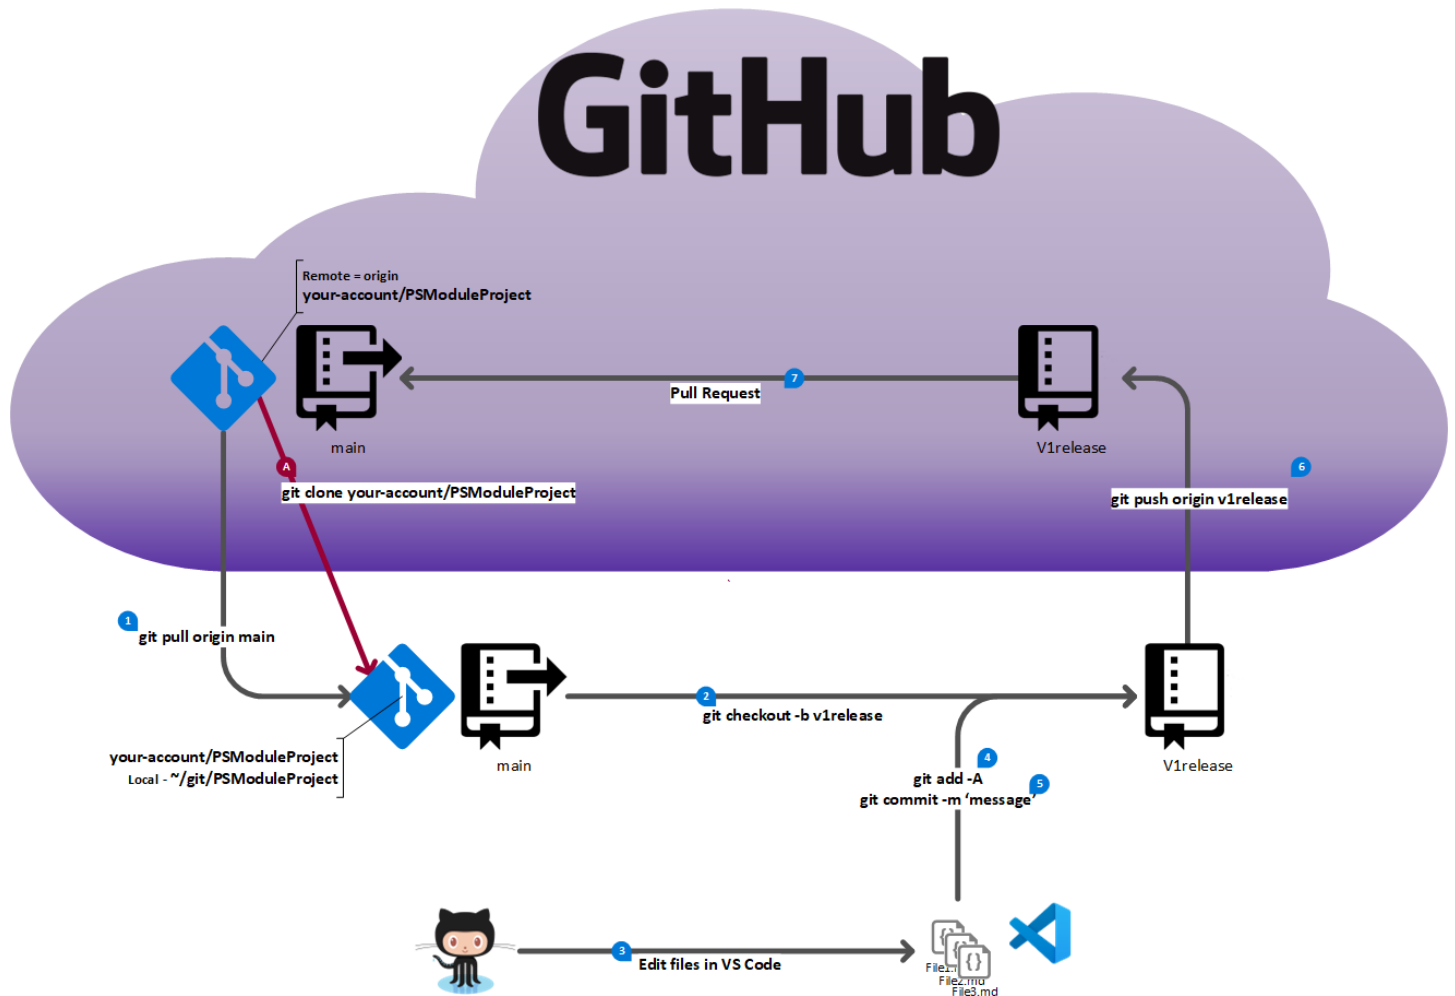 GitHub
Remote = origin
your-account/PSModuleProject
7
Pull Request
main
V1release
A
git clone your-account/PSModuleProject
6
git push origin v1release
1
git pull origin main
2
git checkout -b v1release
your-account/PSModuleProject
Local - ~/git/PSModuleProject
main
V1release
4
git add -A
5
git commit -m ‘message’
3
Edit files in VS Code
File2.md
File3.md